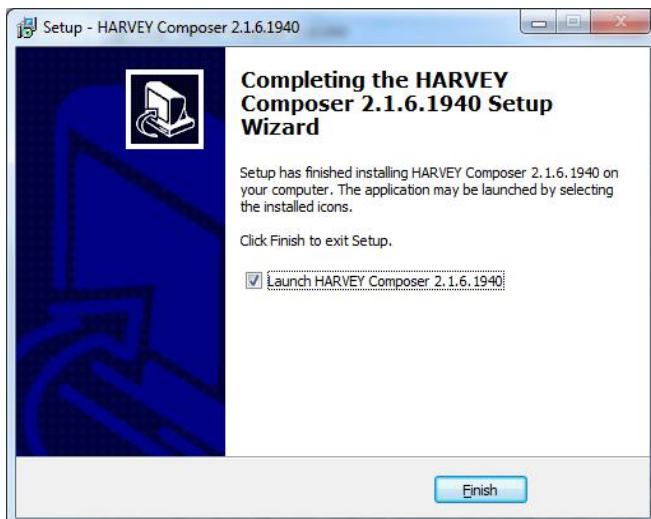 Setup - HARVEY Composer 2.1.6.1940
Completing the HARVEY
Composer 2.1.6.1940 Setup
Wizard
Setup has finished installing HARVEY Composer 2.1.6.1940 on
your computer. The application may be launched by selecting
the installed icons.
Click Finish to exit Setup.
Launch HARVEY Composer 2.1.6.1940
Finish